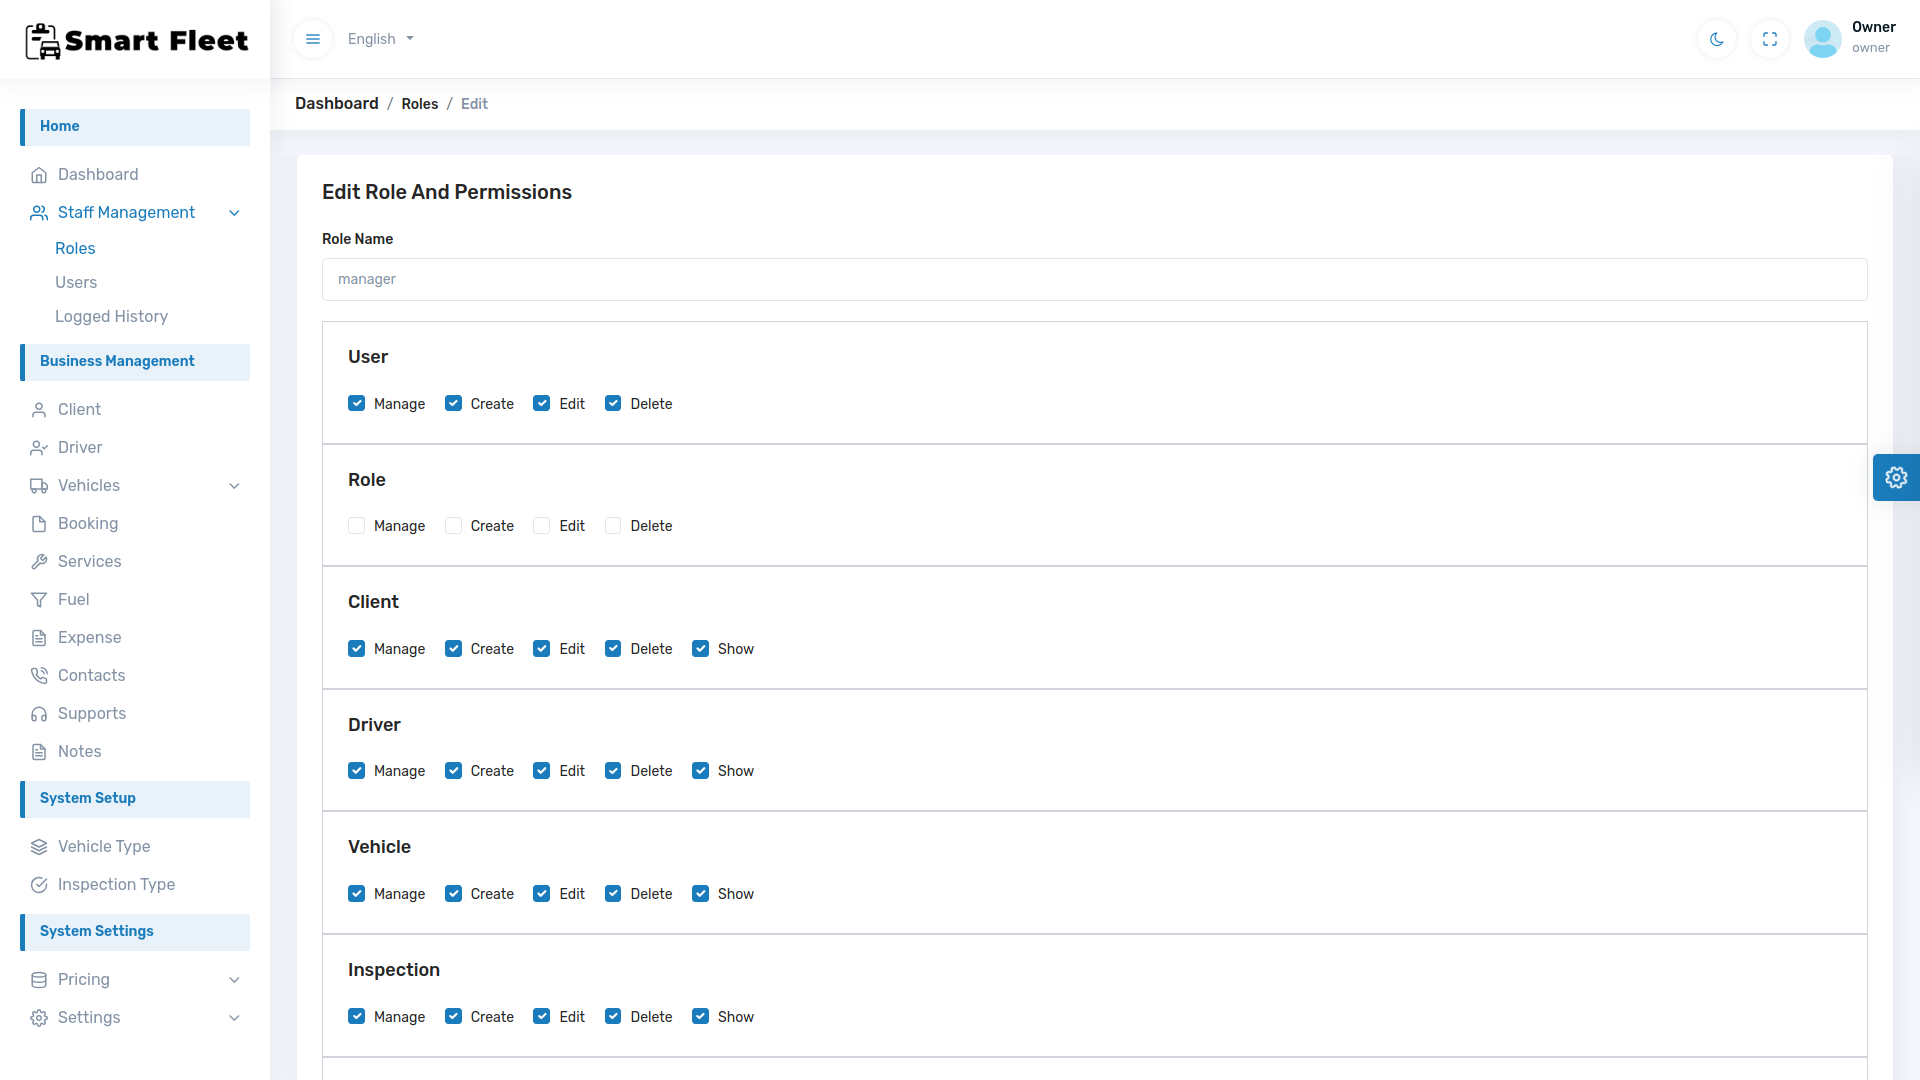 Smart Fleet
English
Owner
owner
Dashboard / Roles / Edit
Home
Dashboard
Staff Management
Roles
Users
Logged History
Business Management
Client
Driver
Vehicles
Booking
Services
Fuel
Expense
Contacts
Supports
Notes
System Setup
Vehicle Type
Inspection Type
System Settings
Pricing
Settings
Edit Role And Permissions
Role Name
manager
User
Manage Create Edit Delete
Role
Manage Create Edit Delete
Client
Manage Create Edit Delete Show
Driver
Manage Create Edit Delete Show
Vehicle
Manage Create Edit Delete Show
Inspection
Manage Create Edit Delete Show